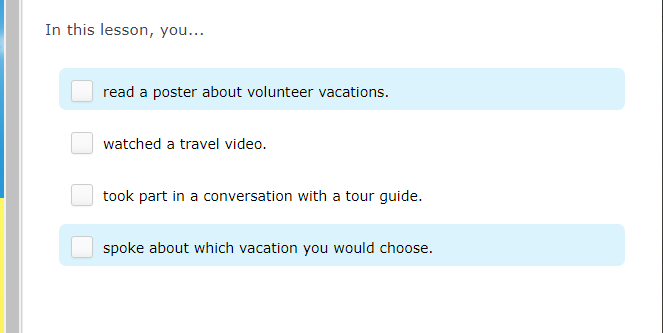 In this lesson, you...
read a poster about volunteer vacations.
watched a travel video.
took part in a conversation with a tour guide.
spoke about which vacation you would choose.